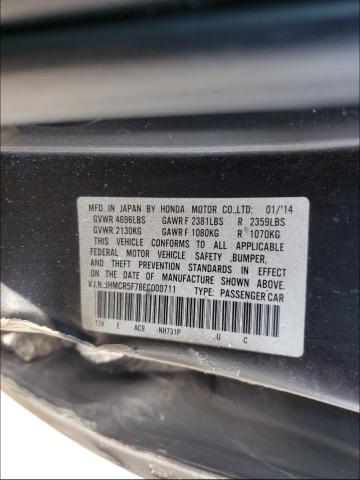 MFD. IN JAPAN BY HONDA MOTOR CO.,LTD. 01/'14
GVWR 4696LBS GAWR F 2381LBS R 2359LBS
GVWR 2130KG GAWR F 1080KG R 1070KG
THIS VEHICLE CONFORMS TO ALL APPLICABLE
FEDERAL MOTOR VEHICLE SAFETY ,BUMPER,
AND THEFT PREVENTION STANDARDS IN EFFECT
ON THE DATE OF MANUFACTURE SHOWN ABOVE.
V.I.N.:JHMCR5F78EC000711 TYPE: PASSENGER CAR
T3V E AC9 NH731P U C